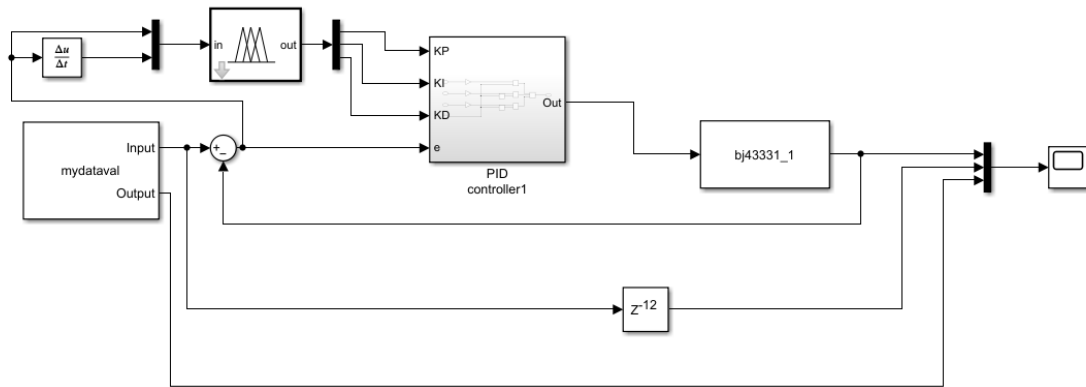 Δu
Δt
in
out
KP
KI
KD
e
Out
PID
controller1
mydataval
Input
Output
+
−
bj43331_1
Z-12